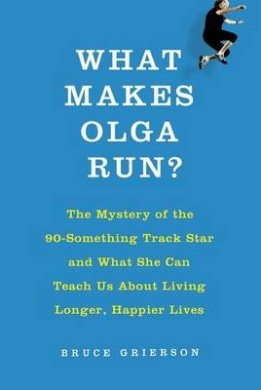 WHAT
MAKES
OLGA
RUN?
The Mystery of the
90-Something Track Star
and What She Can
Teach Us About Living
Longer, Happier Lives
BRUCE GRIERSON